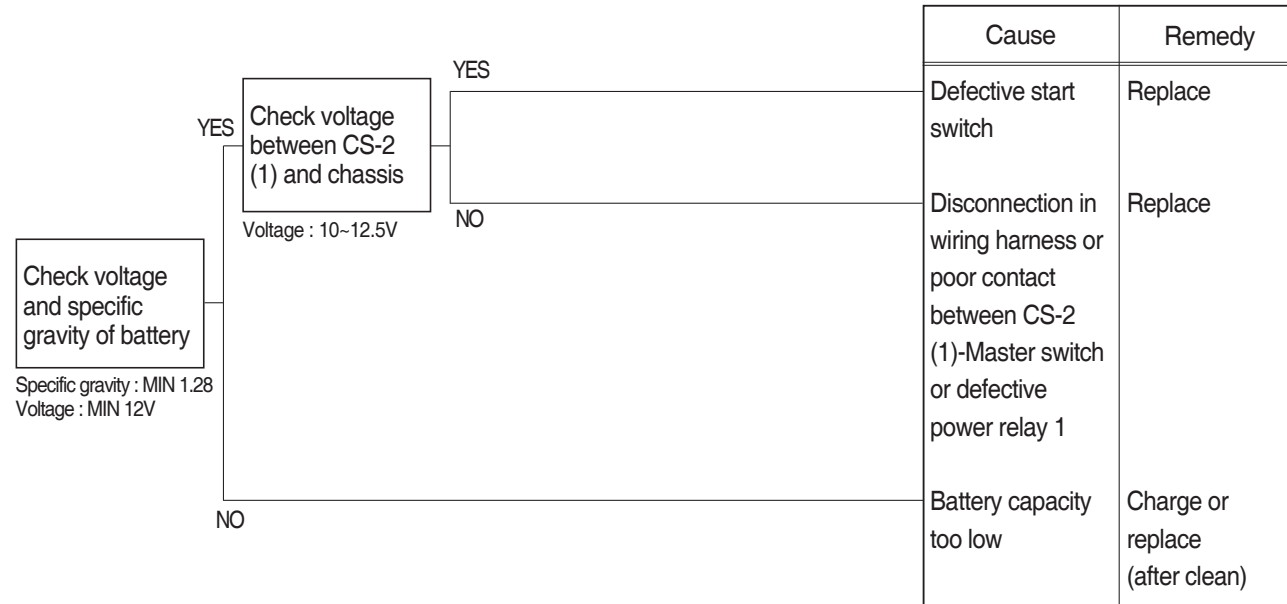 Cause
Remedy
YES
Defective start
switch
Replace
YES
Check voltage
between CS-2
(1) and chassis
Voltage : 10~12.5V
NO
Disconnection in
wiring harness or
poor contact
between CS-2
(1)-Master switch
or defective
power relay 1
Replace
Check voltage
and specific
gravity of battery
Specific gravity : MIN 1.28
Voltage : MIN 12V
NO
Battery capacity
too low
Charge or
replace
(after clean)